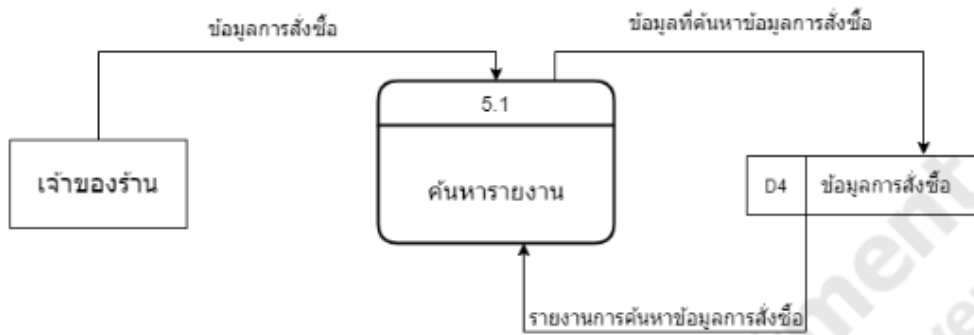 ข้อมูลการสั่งซื้อ
ข้อมูลที่ค้นหาข้อมูลการสั่งซื้อ
5.1
เจ้าของร้าน
ค้นหารายงาน
D4
ข้อมูลการสั่งซื้อ
รายงานการค้นหาข้อมูลการสั่งซื้อ